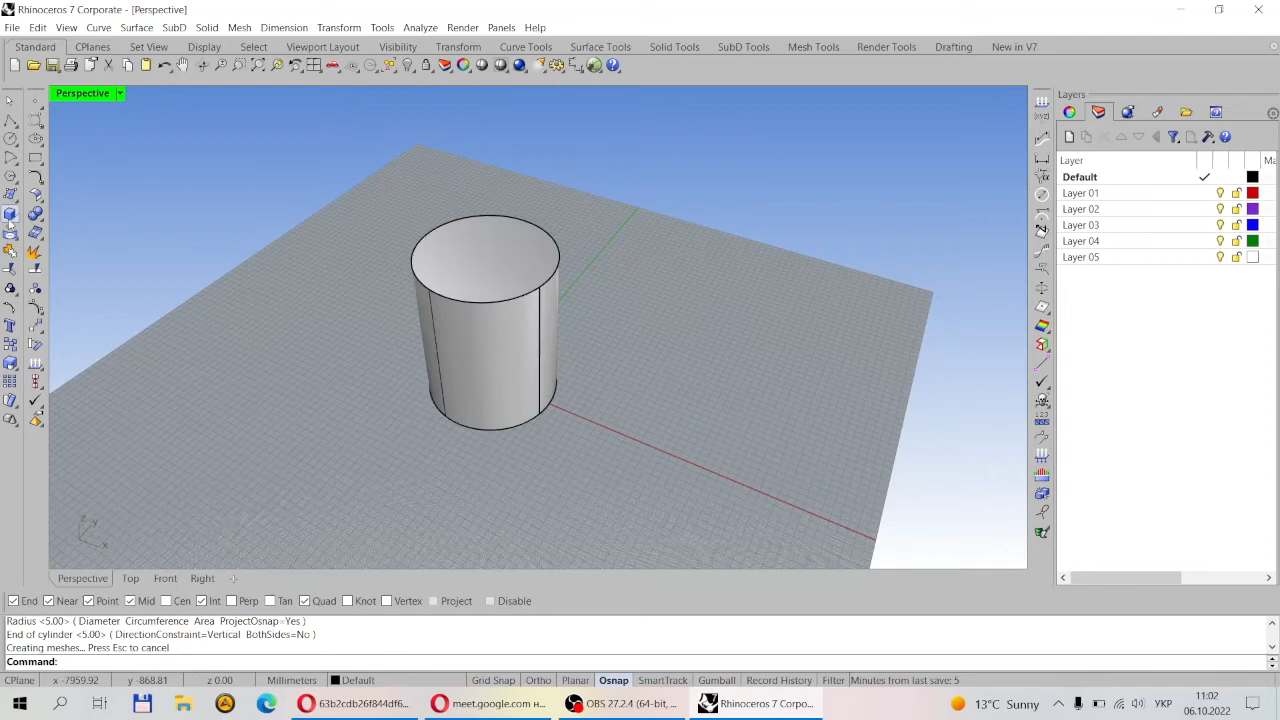 Rhinoceros 7 Corporate - [Perspective]
File Edit View Curve Surface SubD Solid Mesh Dimension Transform Tools Analyze Render Panels Help
Standard CPlanes Set View Display Select Viewport Layout Visibility Transform Curve Tools Surface Tools Solid Tools SubD Tools Mesh Tools Render Tools Drafting New in V7
Perspective
Layers
Layer Ma
Default
Layer 01
Layer 02
Layer 03
Layer 04
Layer 05
z
y
x
Perspective Top Front Right
End Near Point Mid Cen Int Perp Tan Quad Knot Vertex Project Disable
Radius <5.00> ( Diameter Circumference Area ProjectOsnap=Yes )
End of cylinder <5.00> ( DirectionConstraint=Vertical BothSides=No )
Creating meshes... Press Esc to cancel
Command:
CPlane x -7959.92 y -868.81 z 0.00 Millimeters Default Grid Snap Ortho Planar Osnap SmartTrack Gumball Record History Filter Minutes from last save: 5
63b2cdb26f844df6... meet.google.com н... OBS 27.2.4 (64-bit, ... Rhinoceros 7 Corpo... 13°C Sunny УКР 11:02
06.10.2022